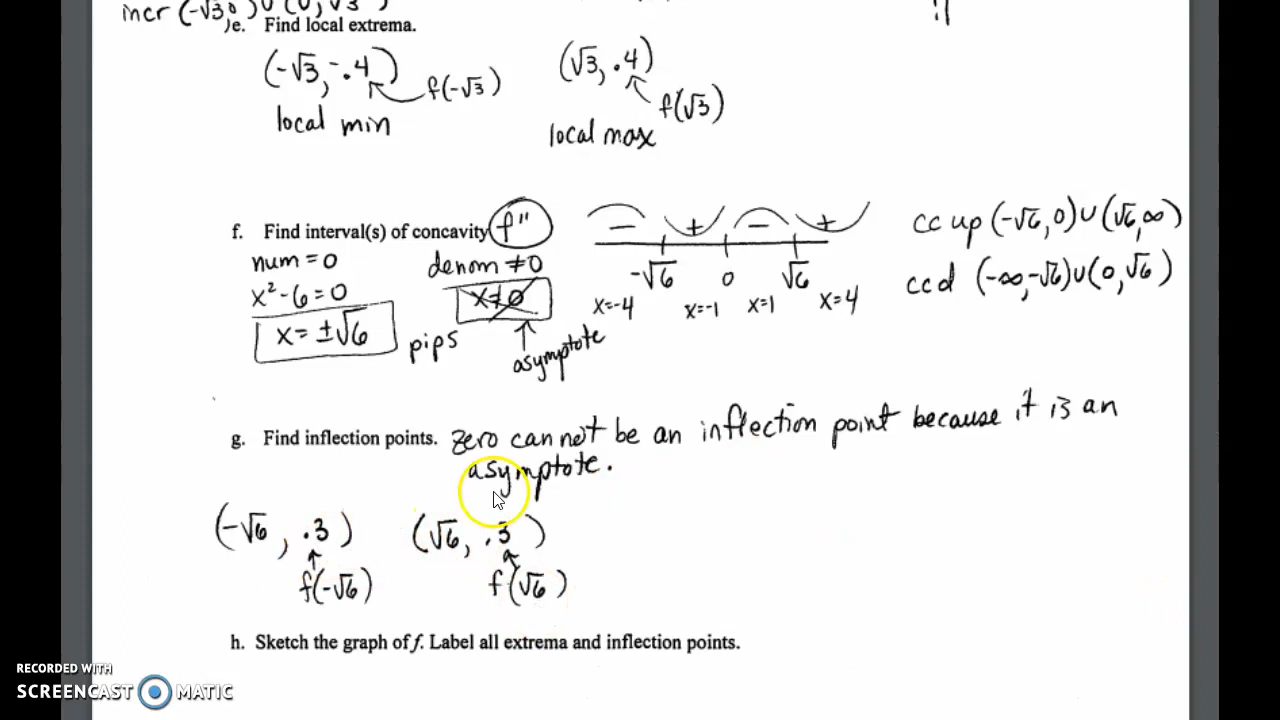 incr (-√3, 0) ∪ (0, √3
)e. Find local extrema.
(-√3, -.4) f(-√3)
local min
(√3, .4)
f(√3)
local max
f. Find interval(s) of concavity f"
num = 0 denom ≠ 0
x² - 6 = 0 x ≠ 0
x = ±√6 pips asymptote
− + − +
-√6 0 √6
x=-4 x=-1 x=1 x=4
cc up (-√6, 0) ∪ (√6, ∞)
ccd (-∞, -√6) ∪ (0, √6)
g. Find inflection points. zero cannot be an inflection point because it is an
asymptote.
(-√6, .3) (√6, .3)
f(-√6) f(√6)
h. Sketch the graph of f. Label all extrema and inflection points.
RECORDED WITH
SCREENCAST MATIC